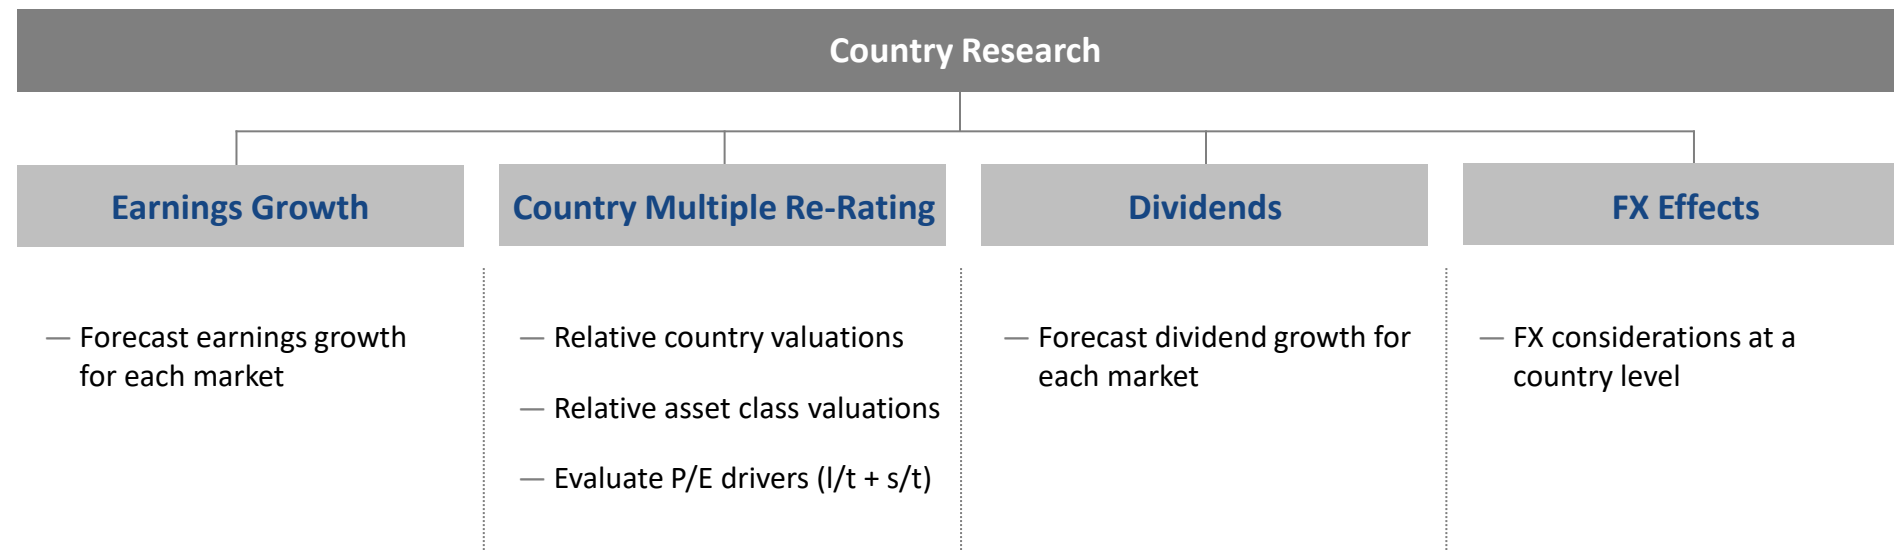 Country Research
Earnings Growth
Country Multiple Re-Rating
Dividends
FX Effects
— Forecast earnings growth
for each market
— Relative country valuations
— Relative asset class valuations
— Evaluate P/E drivers (l/t + s/t)
— Forecast dividend growth for
each market
— FX considerations at a
country level